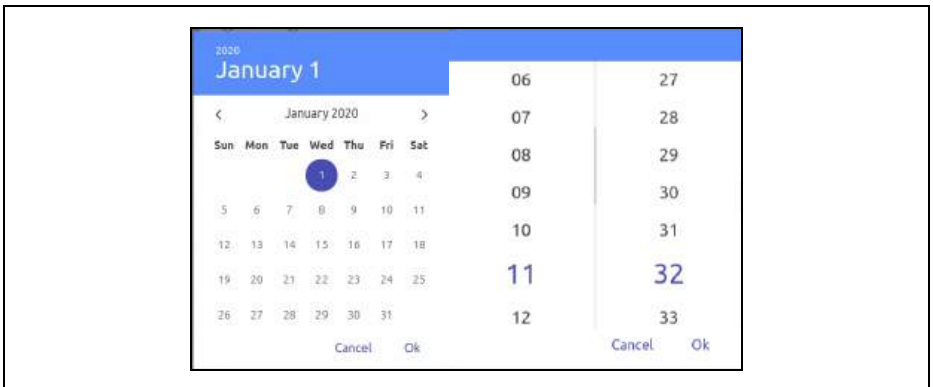 2020
January 1
< January 2020 >
Sun Mon Tue Wed Thu Fri Sat
1 2 3 4
5 6 7 8 9 10 11
12 13 14 15 16 17 18
19 20 21 22 23 24 25
26 27 28 29 30 31
Cancel Ok
06 27
07 28
08 29
09 30
10 31
11 32
12 33
Cancel Ok